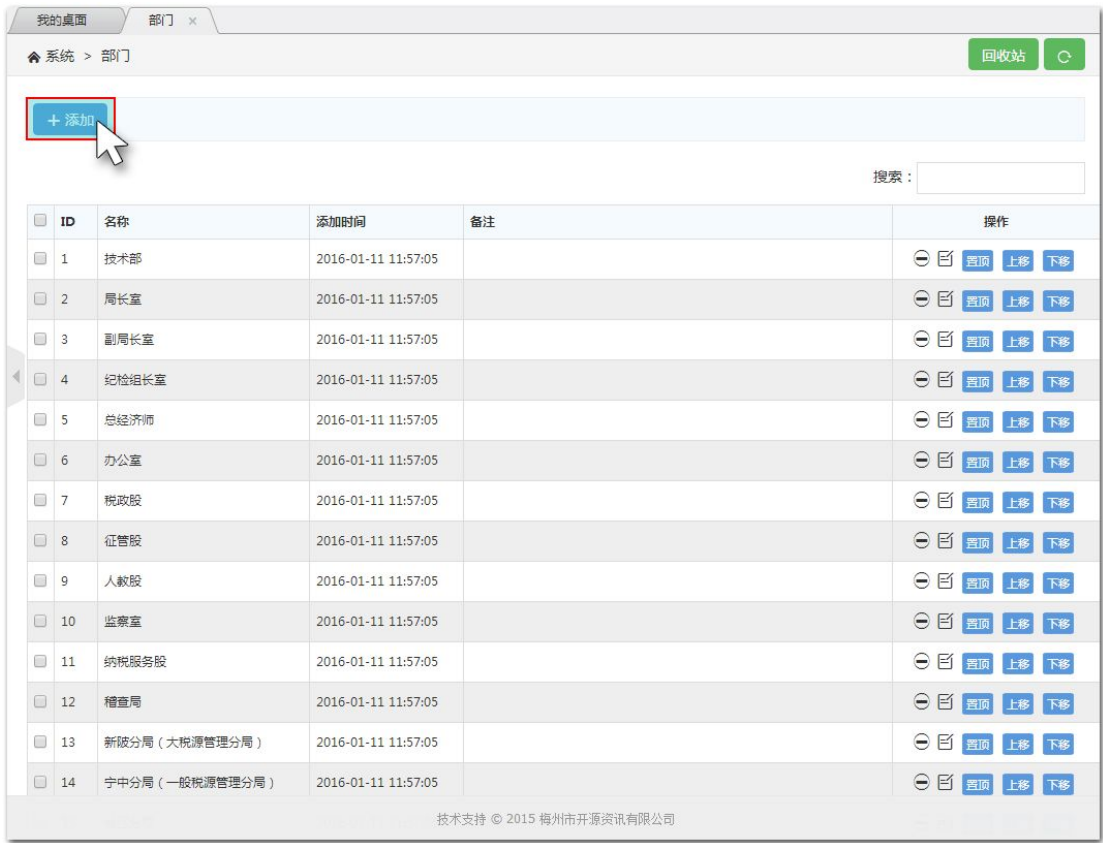 我的桌面 部门 ×
系统 > 部门 回收站
+ 添加
搜索：
ID 名称 添加时间 备注 操作
1 技术部 2016-01-11 11:57:05 置顶 上移 下移
2 局长室 2016-01-11 11:57:05 置顶 上移 下移
3 副局长室 2016-01-11 11:57:05 置顶 上移 下移
4 纪检组长室 2016-01-11 11:57:05 置顶 上移 下移
5 总经济师 2016-01-11 11:57:05 置顶 上移 下移
6 办公室 2016-01-11 11:57:05 置顶 上移 下移
7 税政股 2016-01-11 11:57:05 置顶 上移 下移
8 征管股 2016-01-11 11:57:05 置顶 上移 下移
9 人教股 2016-01-11 11:57:05 置顶 上移 下移
10 监察室 2016-01-11 11:57:05 置顶 上移 下移
11 纳税服务股 2016-01-11 11:57:05 置顶 上移 下移
12 稽查局 2016-01-11 11:57:05 置顶 上移 下移
13 新陂分局（大税源管理分局） 2016-01-11 11:57:05 置顶 上移 下移
14 宁中分局（一般税源管理分局） 2016-01-11 11:57:05 置顶 上移 下移
技术支持 © 2015 梅州市开源资讯有限公司